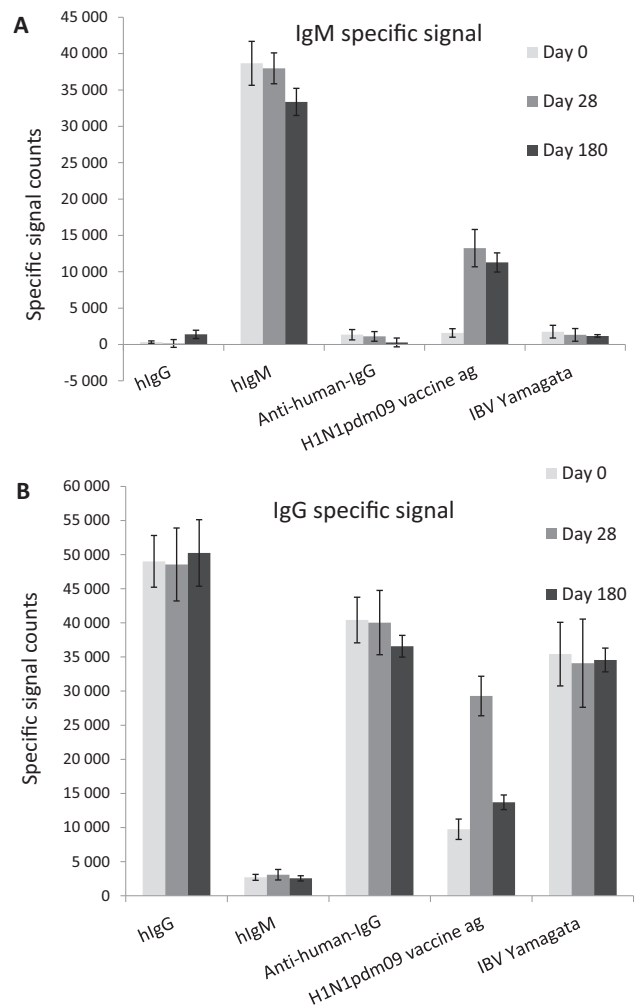 A
IgM specific signal
Specific signal counts
45 000
40 000
35 000
30 000
25 000
20 000
15 000
10 000
5 000
0
-5 000
Day 0
Day 28
Day 180
hIgG
hIgM
Anti-human-IgG
H1N1pdm09 vaccine ag
IBV Yamagata
B
IgG specific signal
Specific signal counts
60 000
55 000
50 000
45 000
40 000
35 000
30 000
25 000
20 000
15 000
10 000
5 000
0
Day 0
Day 28
Day 180
hIgG
hIgM
Anti-human-IgG
H1N1pdm09 vaccine ag
IBV Yamagata